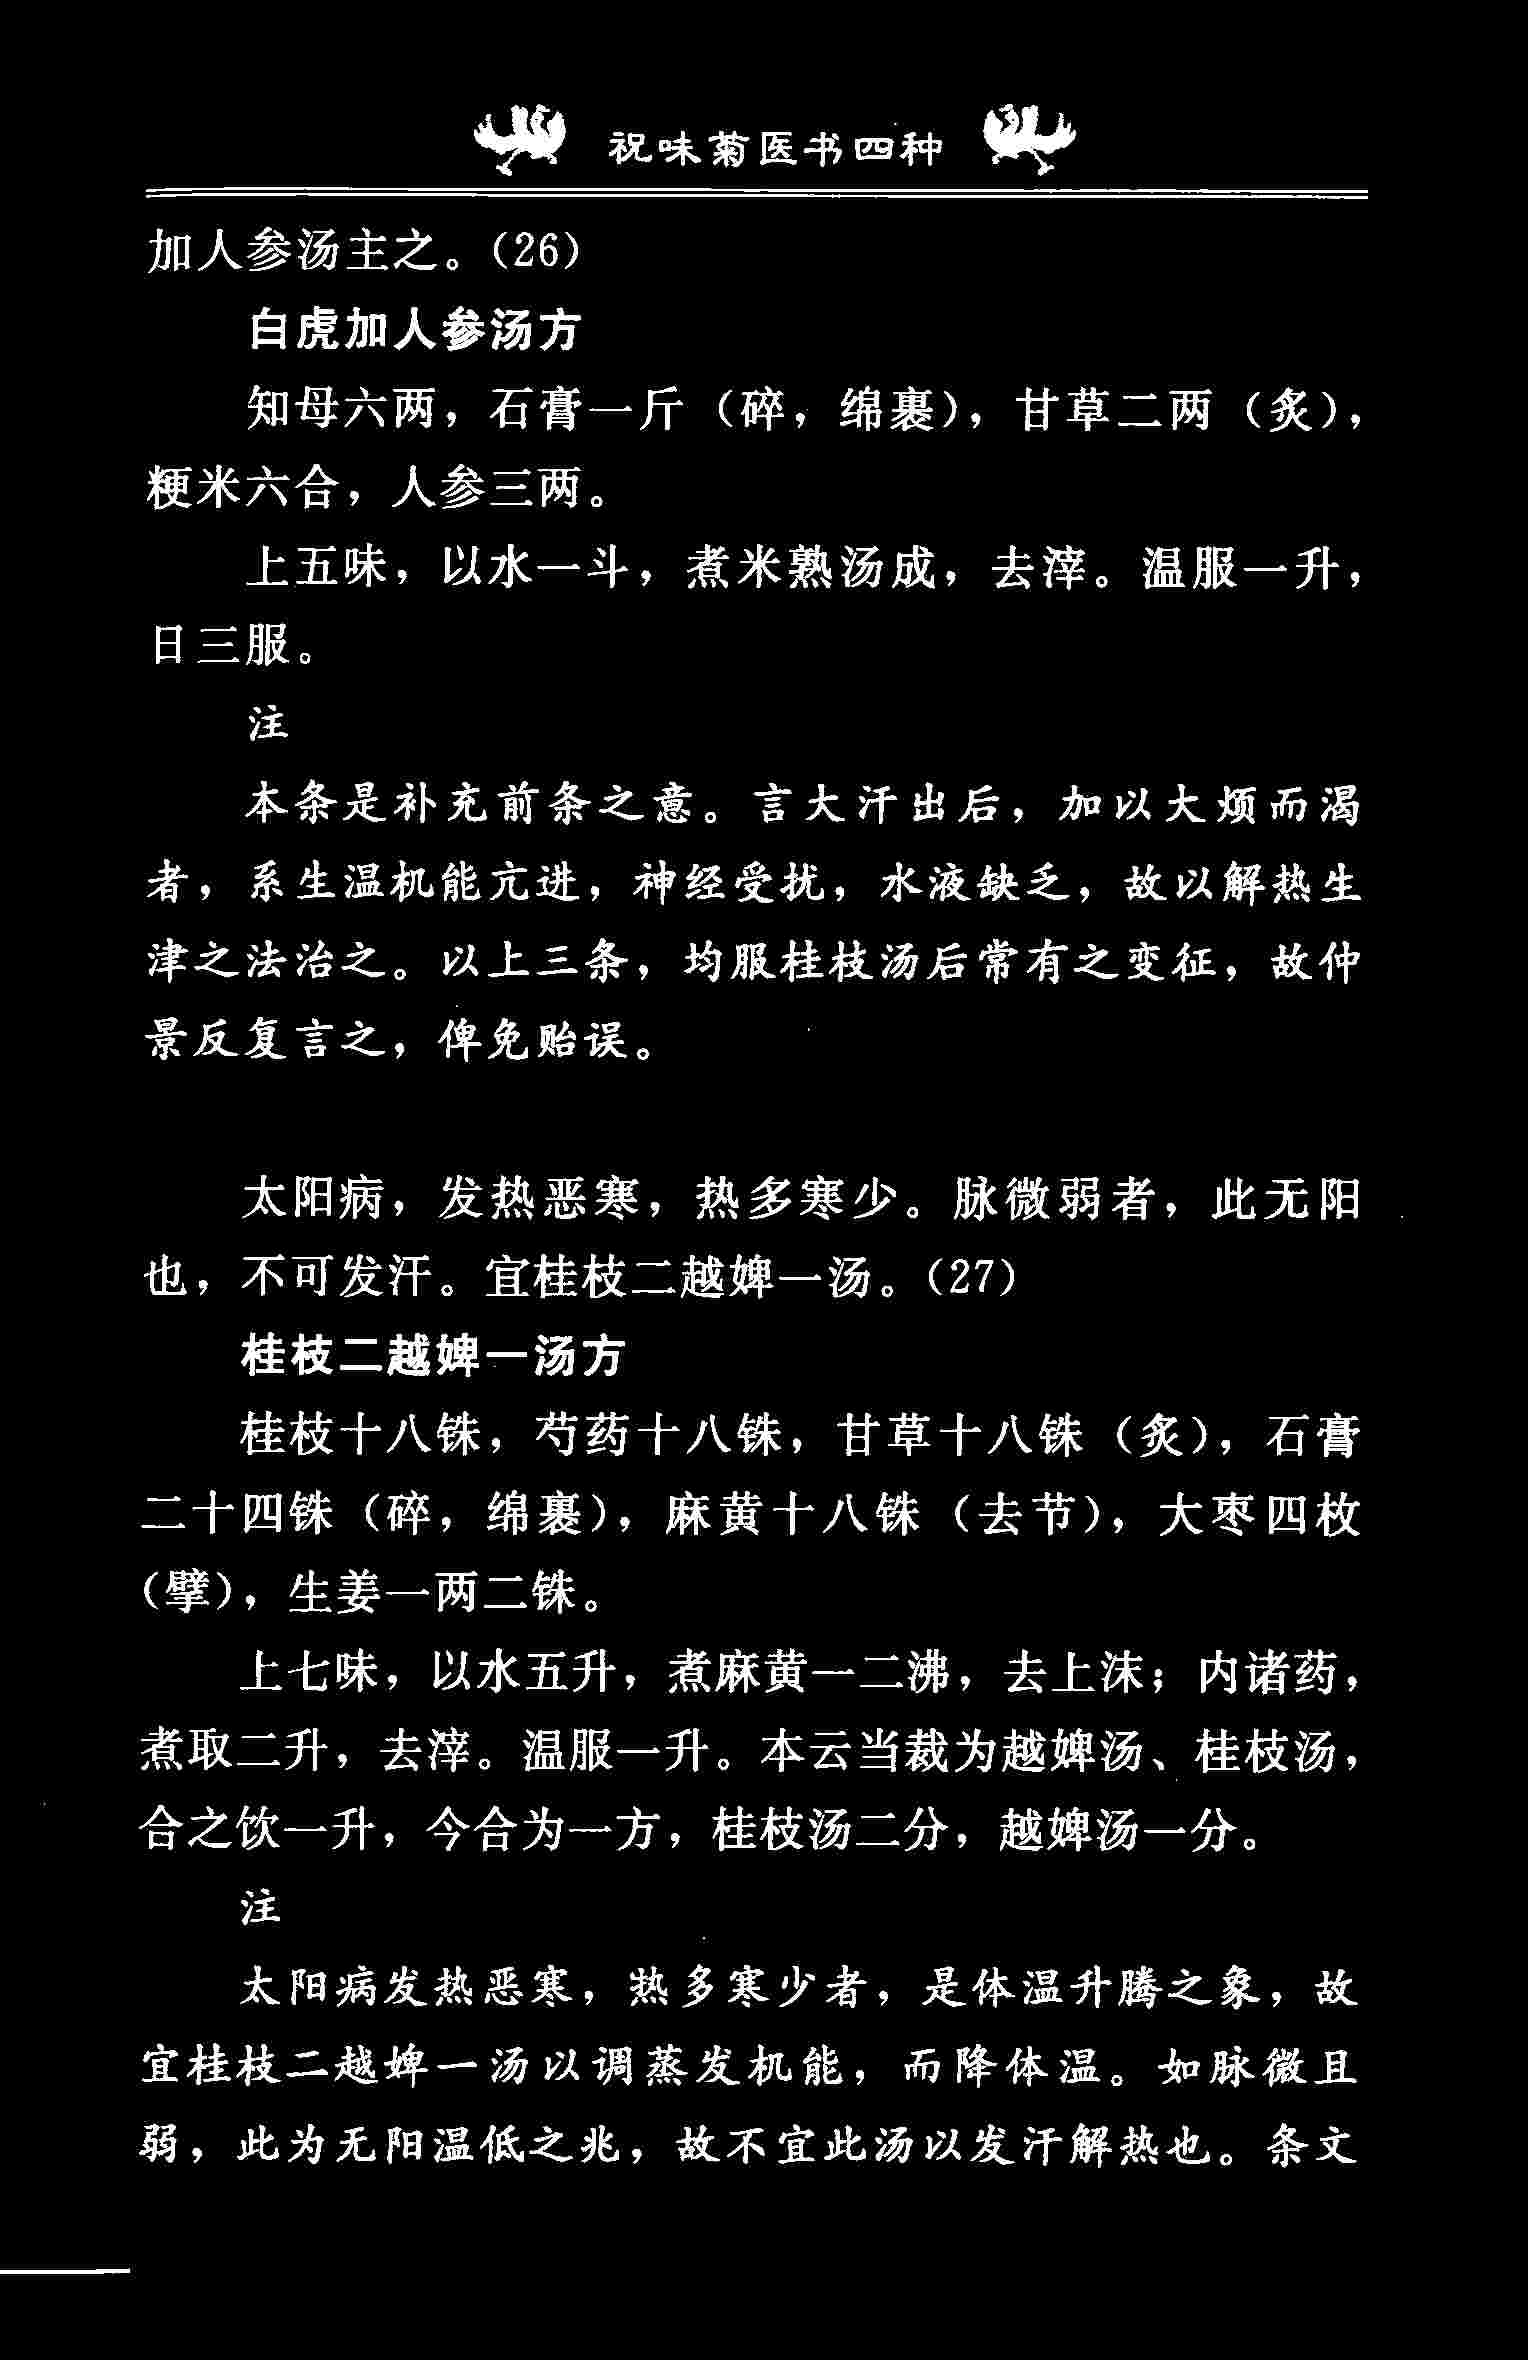 祝味菊医书四种
加人参汤主之。（26）
白虎加人参汤方
知母六两，石膏一斤（碎，绵裹），甘草二两（炙），
粳米六合，人参三两。
上五味，以水一斗，煮米熟汤成，去滓。温服一升，
日三服。
注
本条是补充前条之意。言大汗出后，加以大烦而渴
者，系生温机能亢进，神经受扰，水液缺乏，故以解热生
津之法治之。以上三条，均服桂枝汤后常有之变征，故仲
景反复言之，俾免贻误。
太阳病，发热恶寒，热多寒少。脉微弱者，此无阳
也，不可发汗。宜桂枝二越婢一汤。（27）
桂枝二越婢一汤方
桂枝十八铢，芍药十八铢，甘草十八铢（炙），石膏
二十四铢（碎，绵裹），麻黄十八铢（去节），大枣四枚
（擘），生姜一两二铢。
上七味，以水五升，煮麻黄一二沸，去上沫；内诸药，
煮取二升，去滓。温服一升。本云当裁为越婢汤、桂枝汤，
合之饮一升，今合为一方，桂枝汤二分，越婢汤一分。
注
太阳病发热恶寒，热多寒少者，是体温升腾之象，故
宜桂枝二越婢一汤以调蒸发机能，而降体温。如脉微且
弱，此为无阳温低之兆，故不宜此汤以发汗解热也。条文